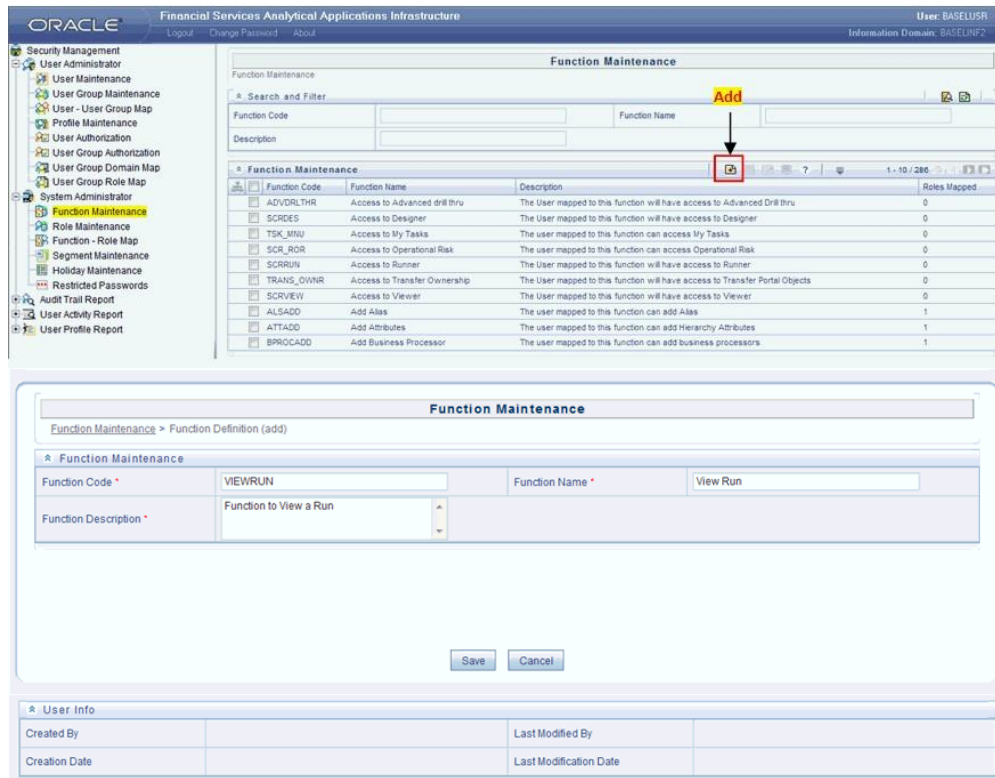 ORACLE
Financial Services Analytical Applications Infrastructure
User: BASELUSR
Logout Change Password About
Information Domain: BASELINF2
Security Management
User Administrator
User Maintenance
User Group Maintenance
User - User Group Map
Profile Maintenance
User Authorization
User Group Authorization
User Group Domain Map
User Group Role Map
System Administrator
Function Maintenance
Role Maintenance
Function - Role Map
Segment Maintenance
Holiday Maintenance
Restricted Passwords
Audit Trail Report
User Activity Report
User Profile Report
Function Maintenance
Function Maintenance
Search and Filter
Add
Function Code Function Name
Description
Function Maintenance ? 1 - 10 / 286
Function Code Function Name Description Roles Mapped
ADVDRLTHR Access to Advanced drill thru The User mapped to this function will have access to Advanced Drill thru 0
SCRDES Access to Designer The User mapped to this function will have access to Designer 0
TSK_MNU Access to My Tasks The user mapped to this function can access My Tasks 0
SCR_ROR Access to Operational Risk The user mapped to this function can access Operational Risk 0
SCRRUN Access to Runner The User mapped to this function will have access to Runner 0
TRANS_OWNR Access to Transfer Ownership The User mapped to this function will have access to Transfer Portal Objects 0
SCRVIEW Access to Viewer The User mapped to this function will have access to Viewer 0
ALSADD Add Alias The user mapped to this function can add Alias 1
ATTADD Add Attributes The user mapped to this function can add Hierarchy Attributes 1
BPROCADD Add Business Processor The user mapped to this function can add business processors 1
Function Maintenance
Function Maintenance > Function Definition (add)
Function Maintenance
Function Code * VIEWRUN Function Name * View Run
Function Description * Function to View a Run
Save Cancel
User Info
Created By Last Modified By
Creation Date Last Modification Date